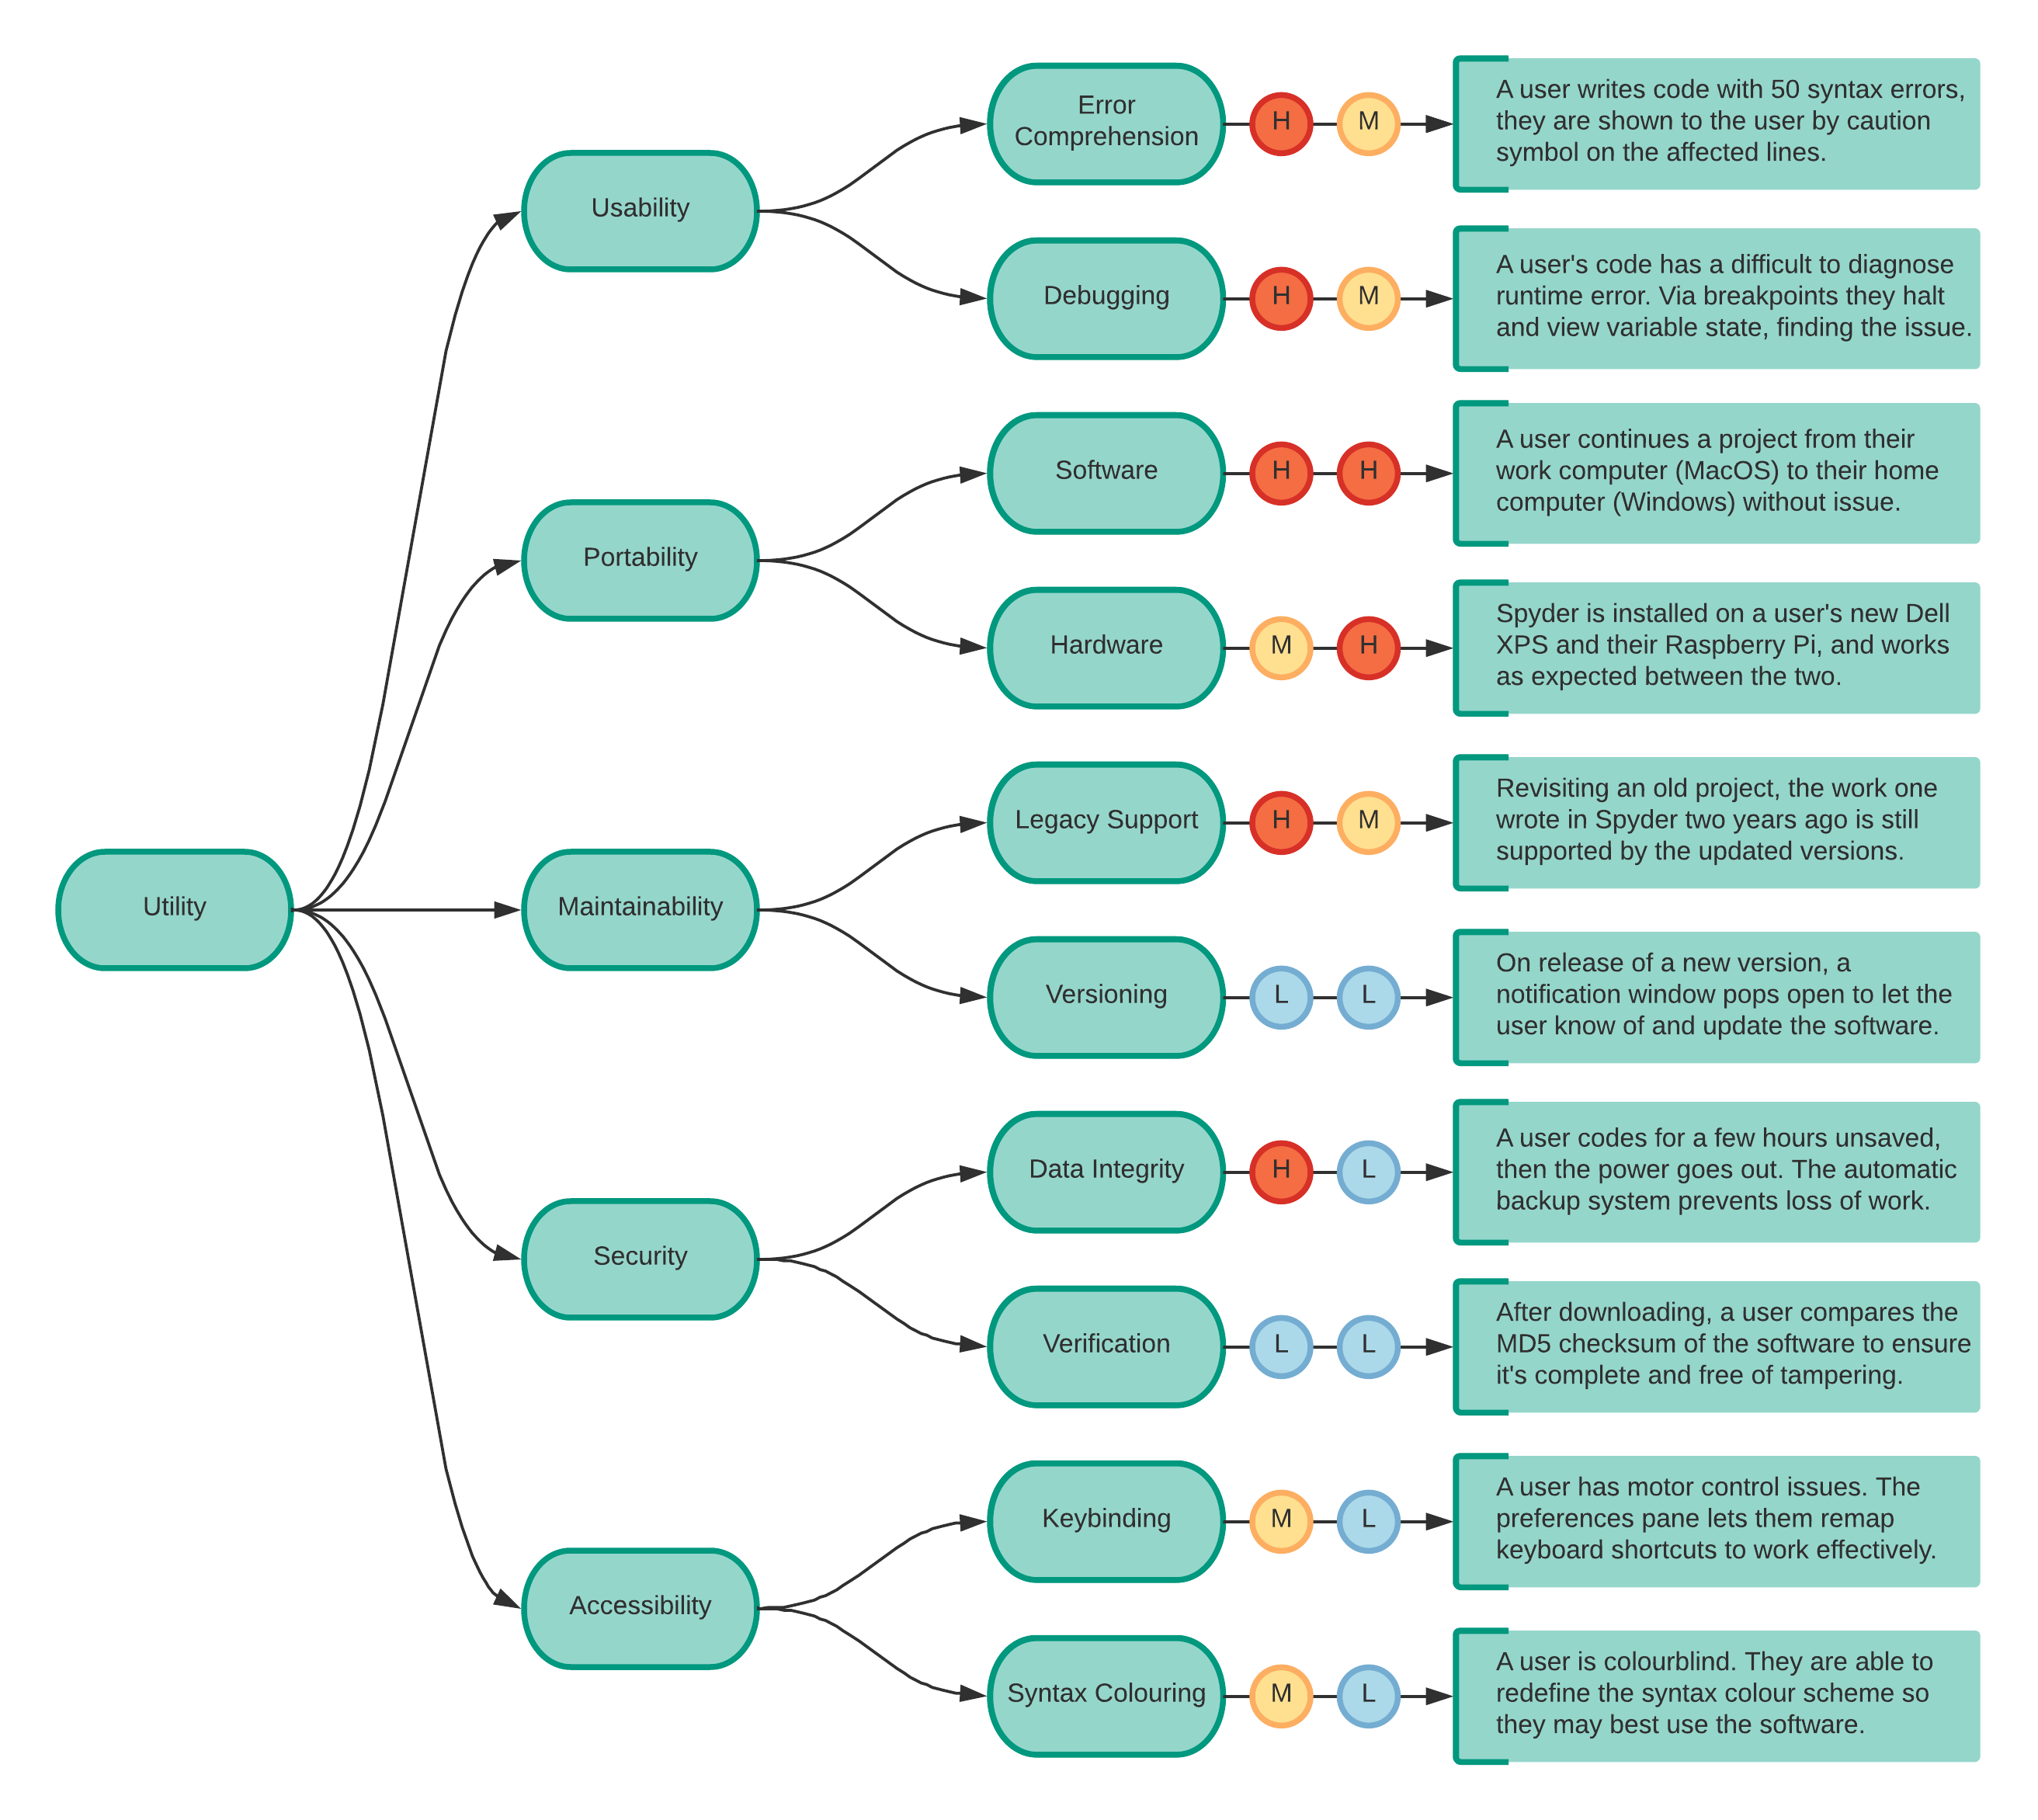 Utility
Usability
Error
Comprehension
H
M
A user writes code with 50 syntax errors,
they are shown to the user by caution
symbol on the affected lines.
Debugging
H
M
A user's code has a difficult to diagnose
runtime error. Via breakpoints they halt
and view variable state, finding the issue.
Portability
Software
H
H
A user continues a project from their
work computer (MacOS) to their home
computer (Windows) without issue.
Hardware
M
H
Spyder is installed on a user's new Dell
XPS and their Raspberry Pi, and works
as expected between the two.
Maintainability
Legacy Support
H
M
Revisiting an old project, the work one
wrote in Spyder two years ago is still
supported by the updated versions.
Versioning
L
L
On release of a new version, a
notification window pops open to let the
user know of and update the software.
Security
Data Integrity
H
L
A user codes for a few hours unsaved,
then the power goes out. The automatic
backup system prevents loss of work.
Verification
L
L
After downloading, a user compares the
MD5 checksum of the software to ensure
it's complete and free of tampering.
Accessibility
Keybinding
M
L
A user has motor control issues. The
preferences pane lets them remap
keyboard shortcuts to work effectively.
Syntax Colouring
M
L
A user is colourblind. They are able to
redefine the syntax colour scheme so
they may best use the software.